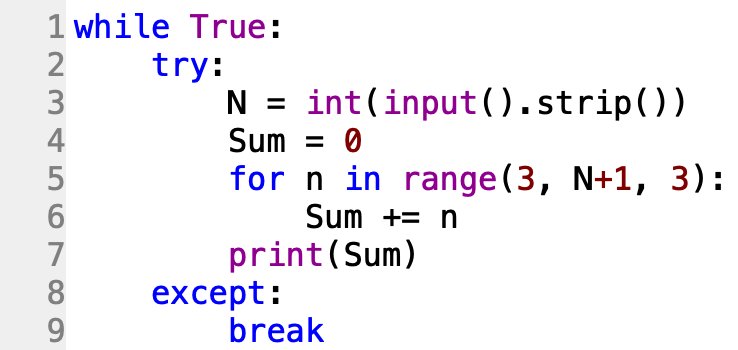 1 while True:
2     try:
3         N = int(input().strip())
4         Sum = 0
5         for n in range(3, N+1, 3):
6             Sum += n
7         print(Sum)
8     except:
9         break